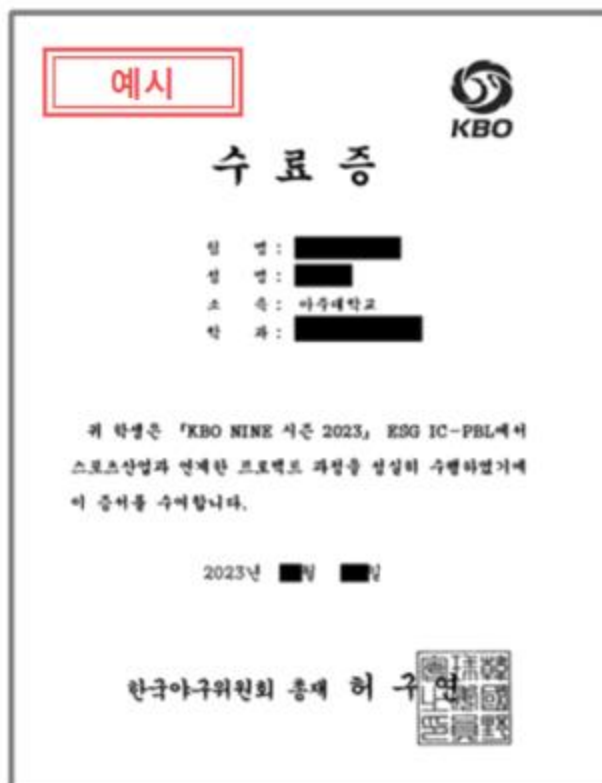 예시
KBO
수 료 증
팀 명 :
성 명 :
소 속 : 아주대학교
학 과 :
귀 학생은 「KBO NINE 시즌 2023」 ESG IC-PBL에서
스포츠산업과 연계한 프로젝트 과정을 성실히 수행하였기에
이 증서를 수여합니다.
2023년 월 일
한국야구위원회 총재 허 구 연